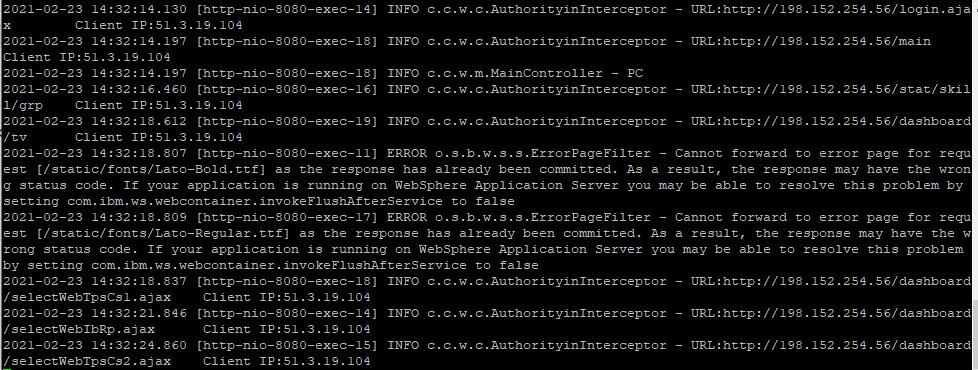 2021-02-23 14:32:14.130 [http-nio-8080-exec-14] INFO c.c.w.c.AuthorityinInterceptor - URL:http://198.152.254.56/login.aja
x       Client IP:51.3.19.104
2021-02-23 14:32:14.197 [http-nio-8080-exec-18] INFO c.c.w.c.AuthorityinInterceptor - URL:http://198.152.254.56/main
Client IP:51.3.19.104
2021-02-23 14:32:14.197 [http-nio-8080-exec-18] INFO c.c.w.m.MainController - PC
2021-02-23 14:32:16.460 [http-nio-8080-exec-16] INFO c.c.w.c.AuthorityinInterceptor - URL:http://198.152.254.56/stat/skil
l/grp    Client IP:51.3.19.104
2021-02-23 14:32:18.612 [http-nio-8080-exec-19] INFO c.c.w.c.AuthorityinInterceptor - URL:http://198.152.254.56/dashboard
/tv      Client IP:51.3.19.104
2021-02-23 14:32:18.807 [http-nio-8080-exec-11] ERROR o.s.b.w.s.s.ErrorPageFilter - Cannot forward to error page for requ
est [/static/fonts/Lato-Bold.ttf] as the response has already been committed. As a result, the response may have the wron
g status code. If your application is running on WebSphere Application Server you may be able to resolve this problem by
setting com.ibm.ws.webcontainer.invokeFlushAfterService to false
2021-02-23 14:32:18.809 [http-nio-8080-exec-17] ERROR o.s.b.w.s.s.ErrorPageFilter - Cannot forward to error page for requ
est [/static/fonts/Lato-Regular.ttf] as the response has already been committed. As a result, the response may have the w
rong status code. If your application is running on WebSphere Application Server you may be able to resolve this problem
by setting com.ibm.ws.webcontainer.invokeFlushAfterService to false
2021-02-23 14:32:18.837 [http-nio-8080-exec-18] INFO c.c.w.c.AuthorityinInterceptor - URL:http://198.152.254.56/dashboard
/selectWebTpsCs1.ajax    Client IP:51.3.19.104
2021-02-23 14:32:21.846 [http-nio-8080-exec-14] INFO c.c.w.c.AuthorityinInterceptor - URL:http://198.152.254.56/dashboard
/selectWebIbRp.ajax      Client IP:51.3.19.104
2021-02-23 14:32:24.860 [http-nio-8080-exec-15] INFO c.c.w.c.AuthorityinInterceptor - URL:http://198.152.254.56/dashboard
/selectWebTpsCs2.ajax    Client IP:51.3.19.104